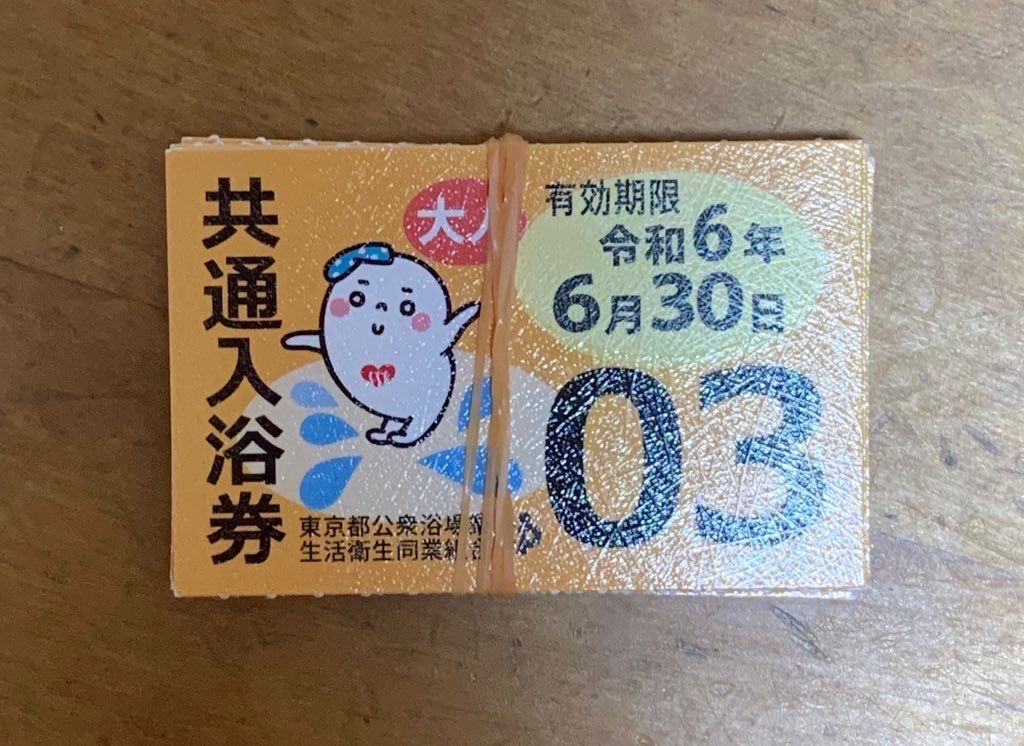 共通入浴券
大人
有効期限
令和6年
6月30日
03
東京都公衆浴場業
生活衛生同業組合